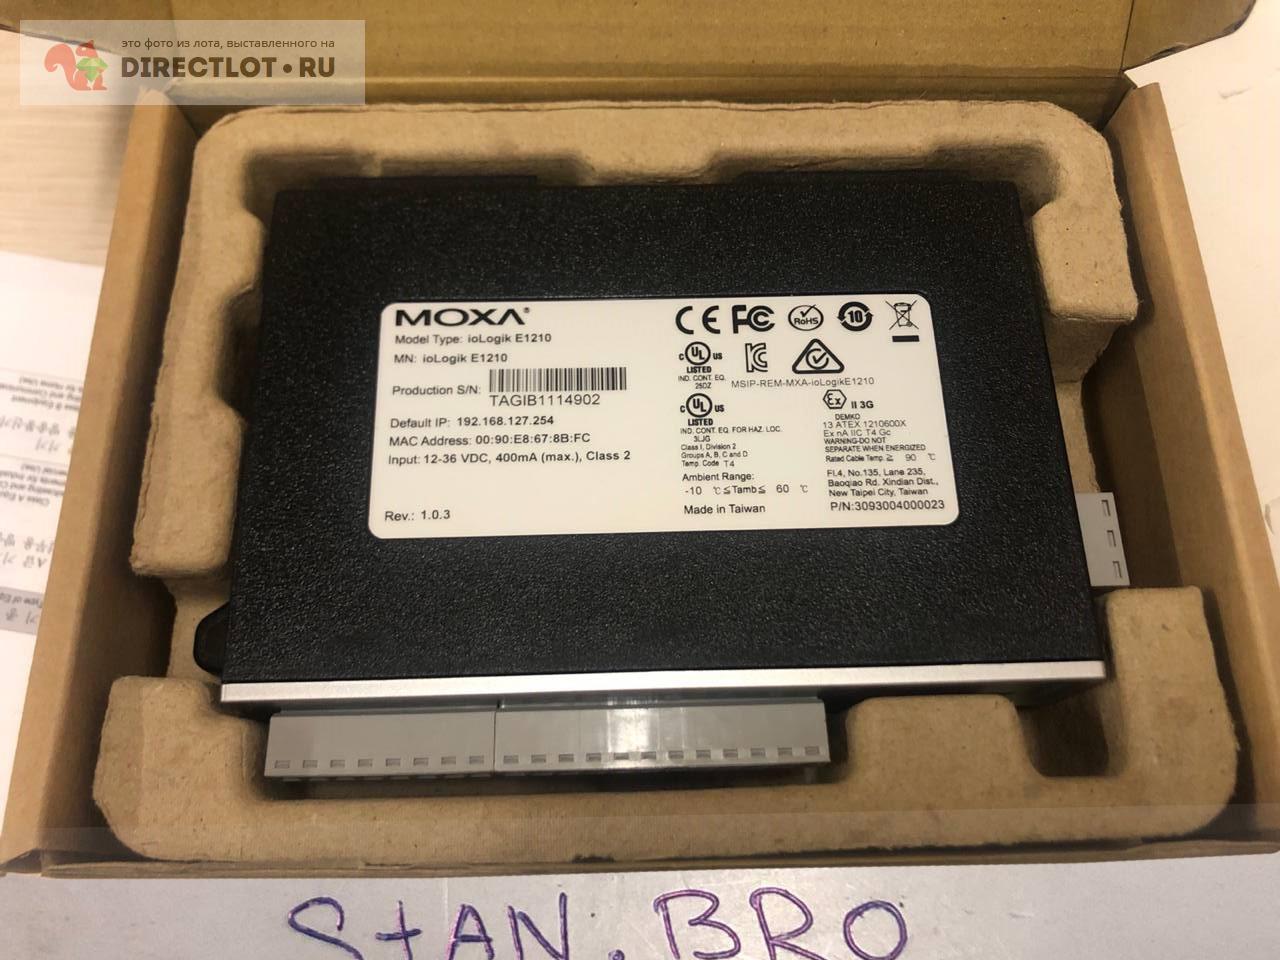 это фото из лота, выставленного на
DIRECTLOT•RU
MOXA®
Model Type: ioLogik E1210
MN: ioLogik E1210
Production S/N:
TAGIB1114902
Default IP: 192.168.127.254
MAC Address: 00:90:E8:67:8B:FC
Input: 12-36 VDC, 400mA (max.), Class 2
Rev.: 1.0.3
CE FC RoHS 10
C UL US
LISTED
IND. CONT. EQ.
25DZ
MSIP-REM-MXA-ioLogikE1210
C UL US
LISTED
IND. CONT. EQ. FOR HAZ. LOC.
3LJG
Class I, Division 2
Groups A, B, C and D
Temp. Code T4
Ambient Range:
-10 ℃≦Tamb≦ 60 ℃
Made in Taiwan
Ex II 3G
DEMKO
13 ATEX 1210600X
Ex nA IIC T4 Gc
WARNING-DO NOT
SEPARATE WHEN ENERGIZED
Rated Cable Temp.≧ 90 ℃
Fl.4, No.135, Lane 235,
Baoqiao Rd. Xindian Dist.,
New Taipei City, Taiwan
P/N:3093004000023
StAN.BRO